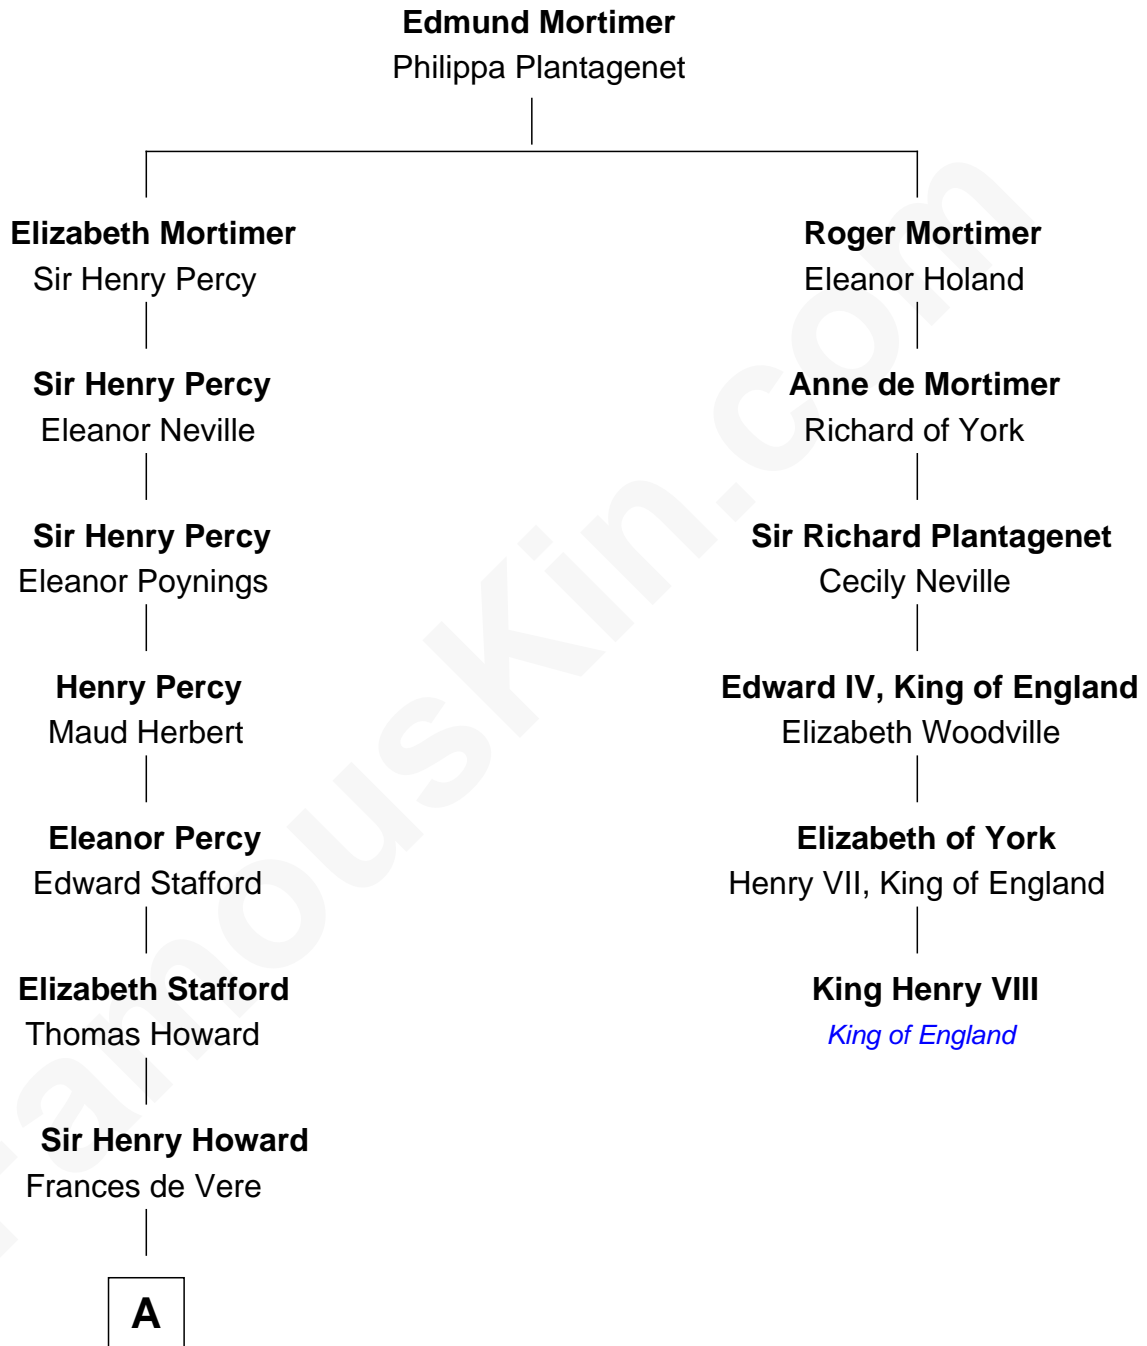 Edmund Mortimer
Philippa Plantagenet
Elizabeth Mortimer
Sir Henry Percy
Roger Mortimer
Eleanor Holand
Sir Henry Percy
Eleanor Neville
Anne de Mortimer
Richard of York
Sir Henry Percy
Eleanor Poynings
Sir Richard Plantagenet
Cecily Neville
Henry Percy
Maud Herbert
Edward IV, King of England
Elizabeth Woodville
Eleanor Percy
Edward Stafford
Elizabeth of York
Henry VII, King of England
Elizabeth Stafford
Thomas Howard
King Henry VIII
King of England
Sir Henry Howard
Frances de Vere
A
FamousKin.com